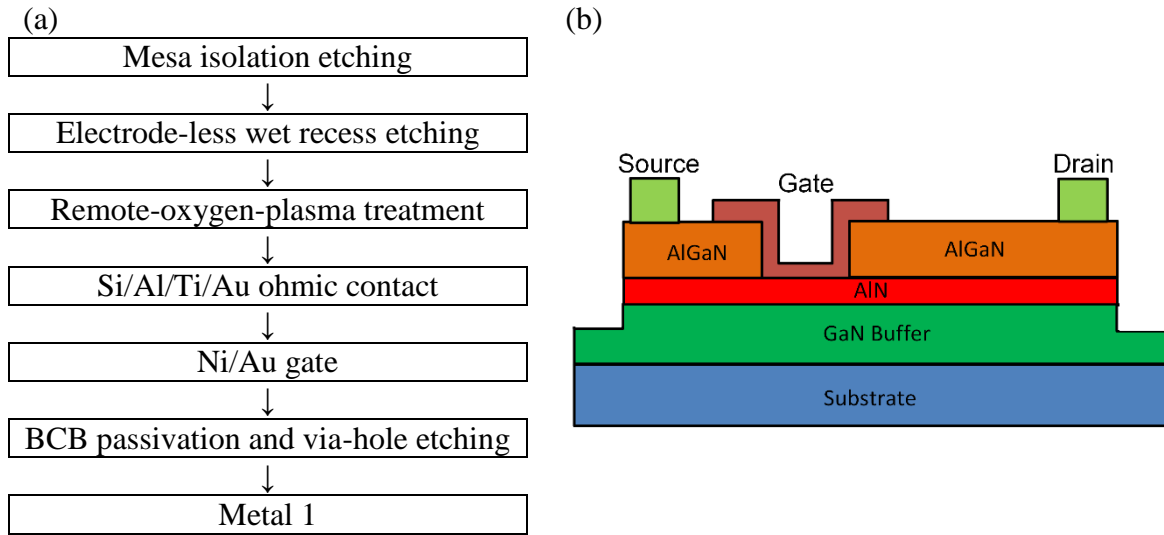 (a)
Mesa isolation etching
↓
Electrode-less wet recess etching
↓
Remote-oxygen-plasma treatment
↓
Si/Al/Ti/Au ohmic contact
↓
Ni/Au gate
↓
BCB passivation and via-hole etching
↓
Metal 1
(b)
Source
Gate
Drain
AlGaN
AlGaN
AlN
GaN Buffer
Substrate